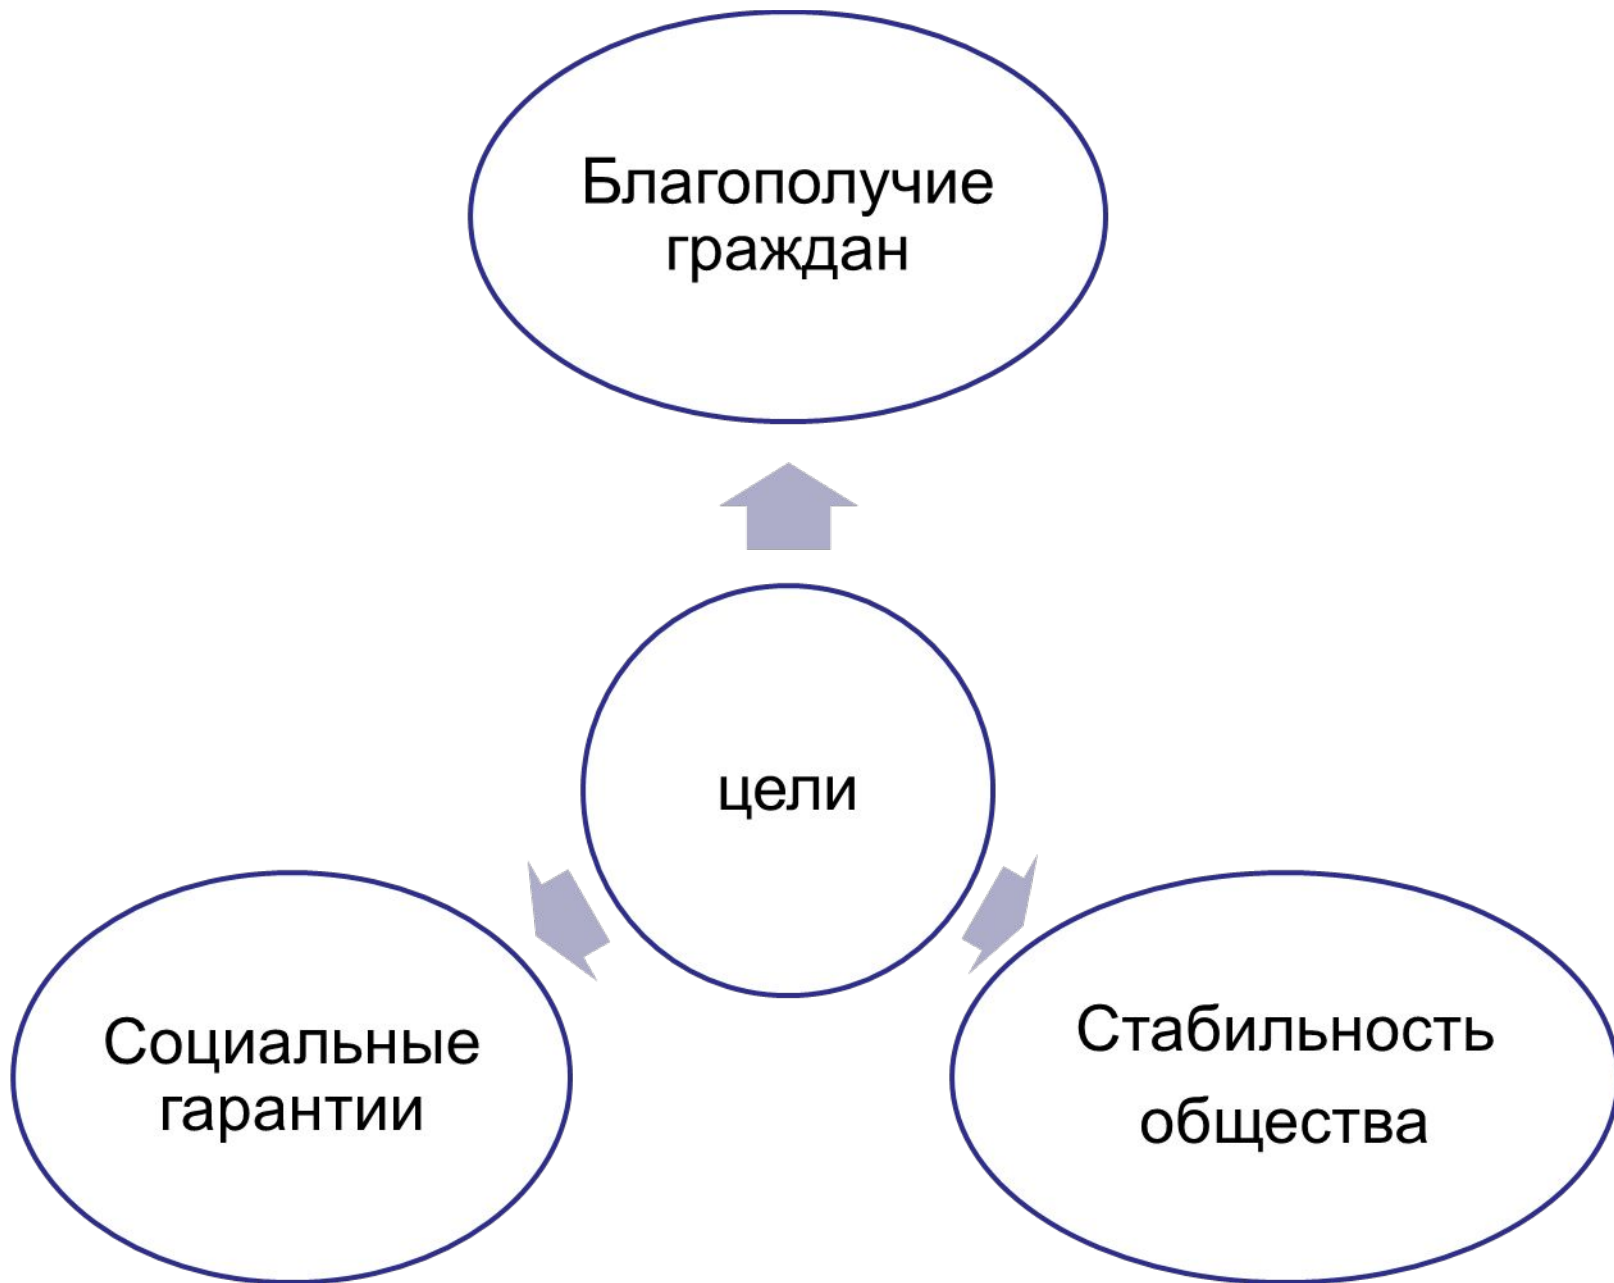 Благополучие
граждан
цели
Социальные
гарантии
Стабильность
общества